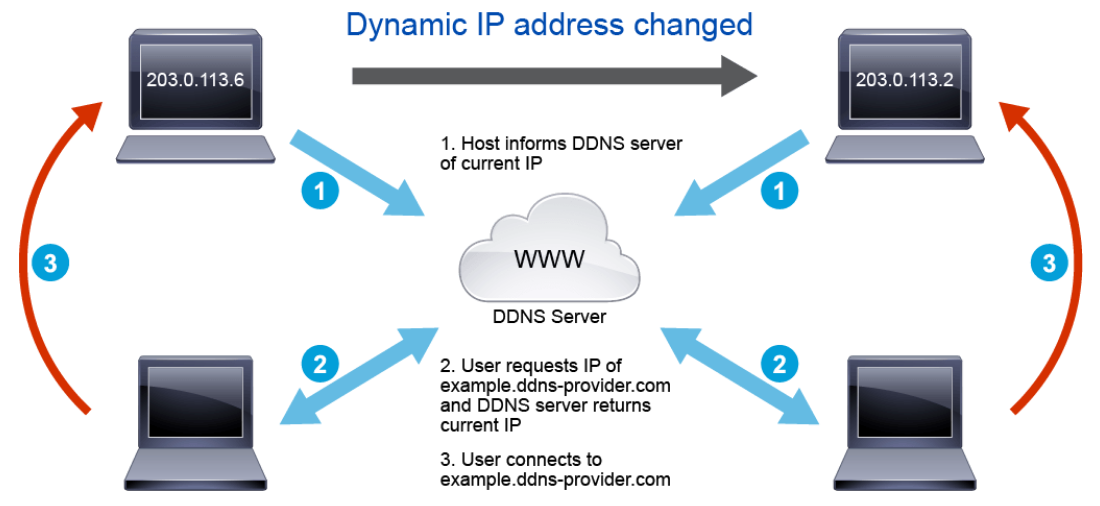 Dynamic IP address changed
203.0.113.6
203.0.113.2
1. Host informs DDNS server
of current IP
1
1
WWW
3
3
DDNS Server
2
2
2. User requests IP of
example.ddns-provider.com
and DDNS server returns
current IP
3. User connects to
example.ddns-provider.com